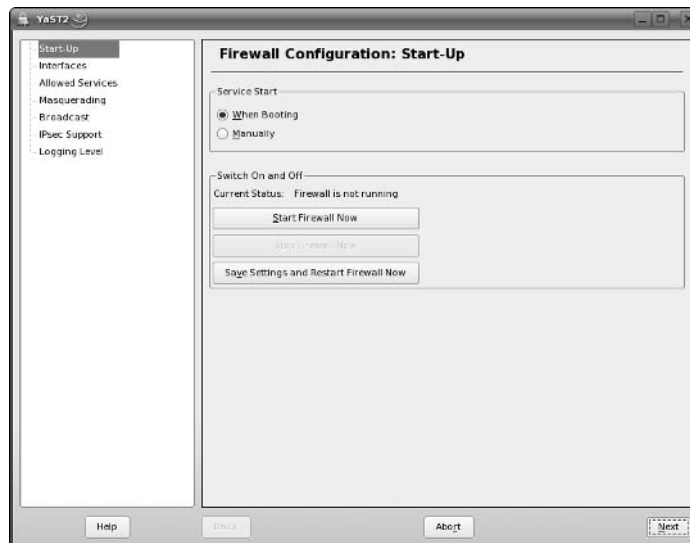 YaST2
Start-Up
Interfaces
Allowed Services
Masquerading
Broadcast
IPsec Support
Logging Level
Firewall Configuration: Start-Up
Service Start
When Booting
Manually
Switch On and Off
Current Status: Firewall is not running
Start Firewall Now
Stop Firewall Now
Save Settings and Restart Firewall Now
Help
Back
Abort
Next